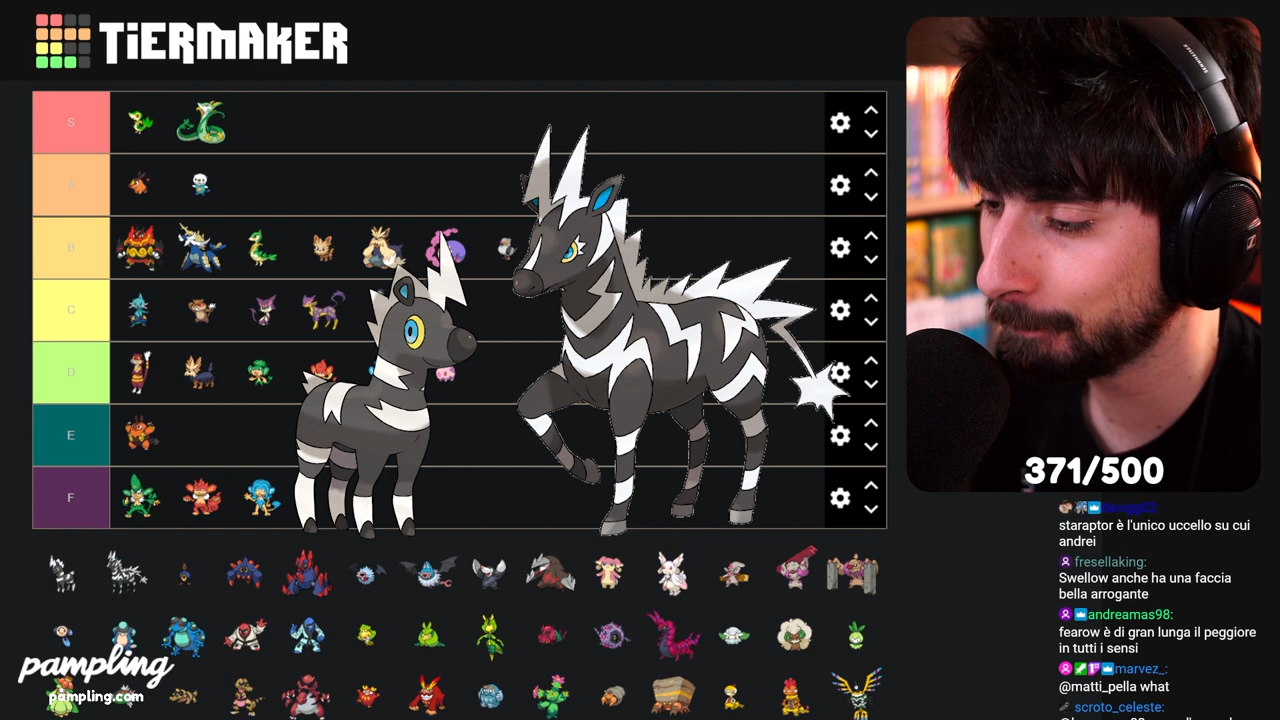 TiERMAKER
S
A
B
C
D
E
F
371/500
davigg03:
staraptor è l'unico uccello su cui
andrei
fresellaking:
Swellow anche ha una faccia
bella arrogante
andreamas98:
fearow è di gran lunga il peggiore
in tutti i sensi
marvez_:
@matti_pella what
scroto_celeste:
pampling
pampling.com